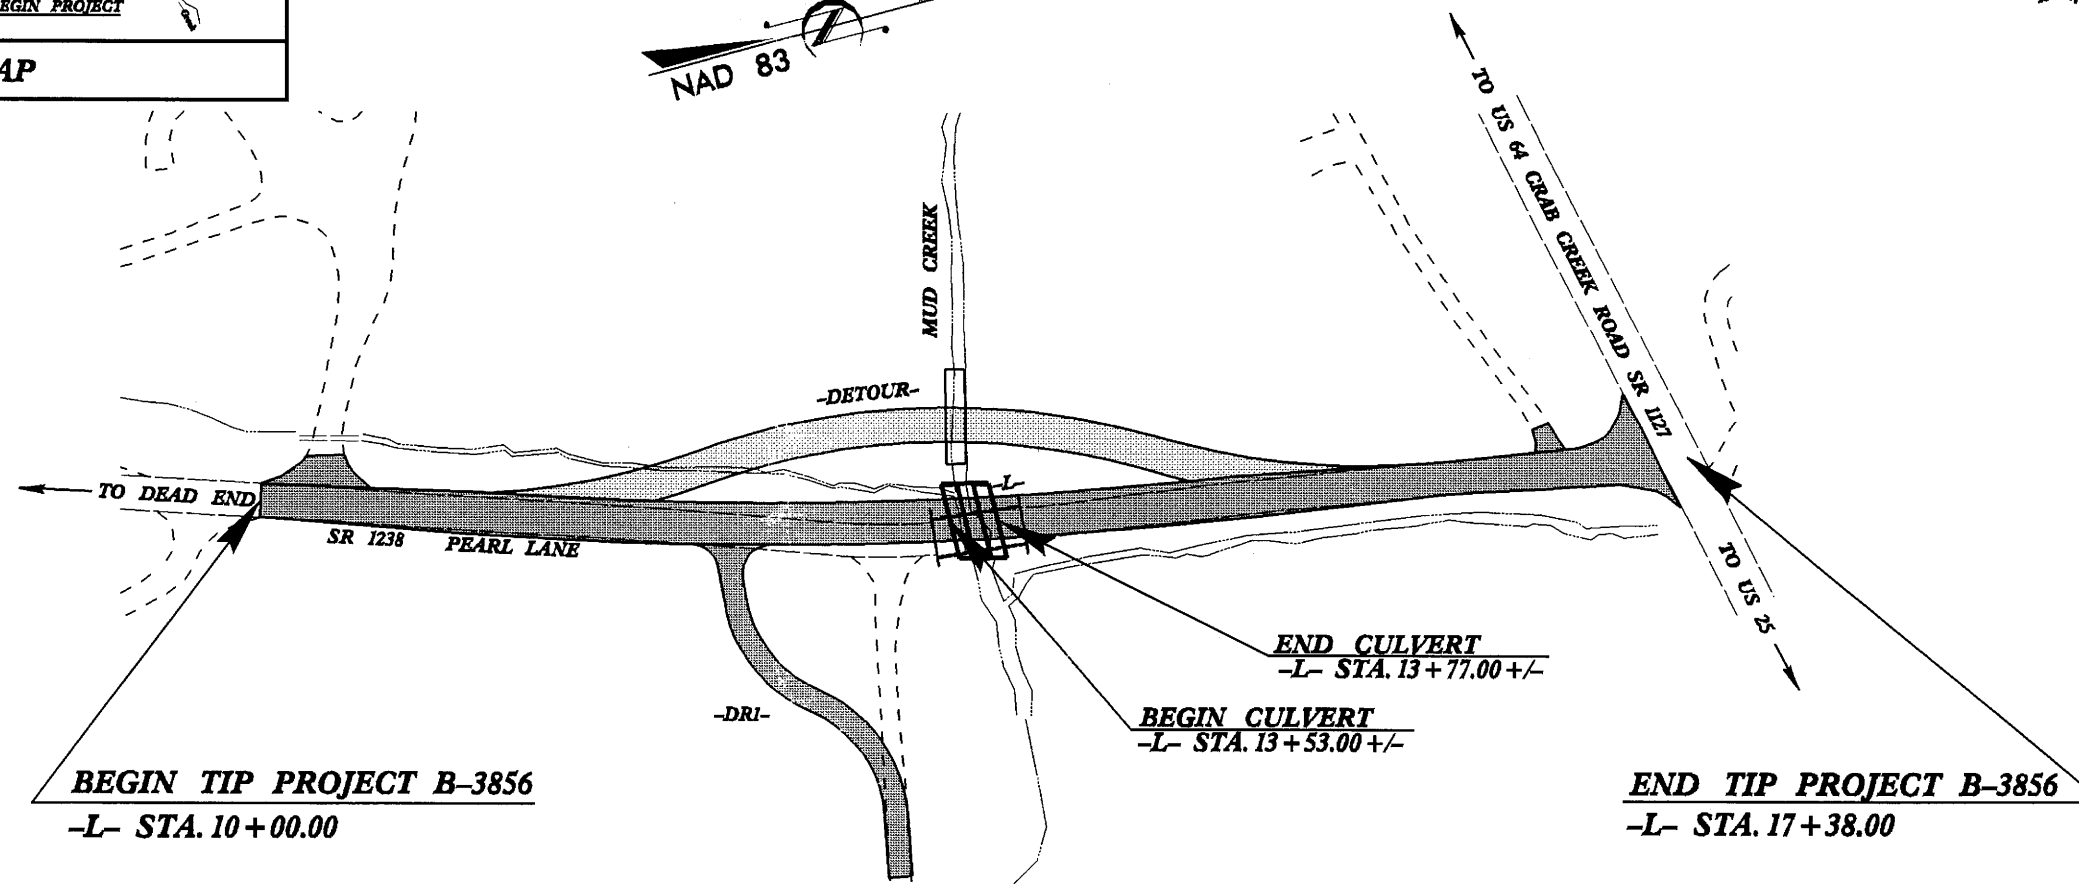 BEGIN PROJECT
AP
NAD 83
TO US 64 CRAB CREEK ROAD SR 1127
MUD CREEK
-DETOUR-
-L-
TO DEAD END
SR 1238 PEARL LANE
TO US 25
END CULVERT
-L- STA. 13+77.00 +/-
-DR1-
BEGIN CULVERT
-L- STA. 13+53.00 +/-
BEGIN TIP PROJECT B-3856
-L- STA. 10+00.00
END TIP PROJECT B-3856
-L- STA. 17+38.00